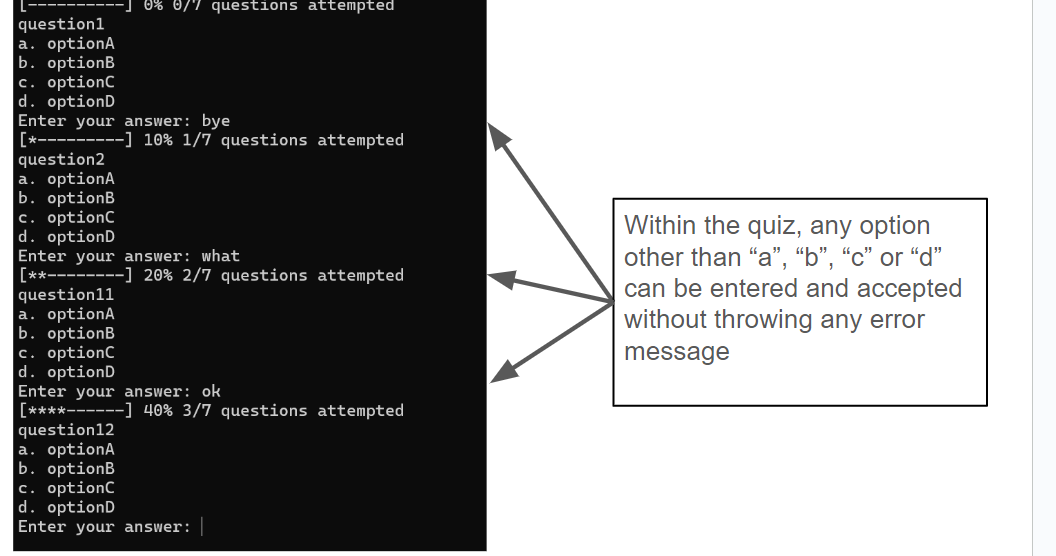 [----------] 0% 0/7 questions attempted
question1
a. optionA
b. optionB
c. optionC
d. optionD
Enter your answer: bye
[*---------] 10% 1/7 questions attempted
question2
a. optionA
b. optionB
c. optionC
d. optionD
Enter your answer: what
[**--------] 20% 2/7 questions attempted
question11
a. optionA
b. optionB
c. optionC
d. optionD
Enter your answer: ok
[****------] 40% 3/7 questions attempted
question12
a. optionA
b. optionB
c. optionC
d. optionD
Enter your answer:
Within the quiz, any option
other than “a”, “b”, “c” or “d”
can be entered and accepted
without throwing any error
message